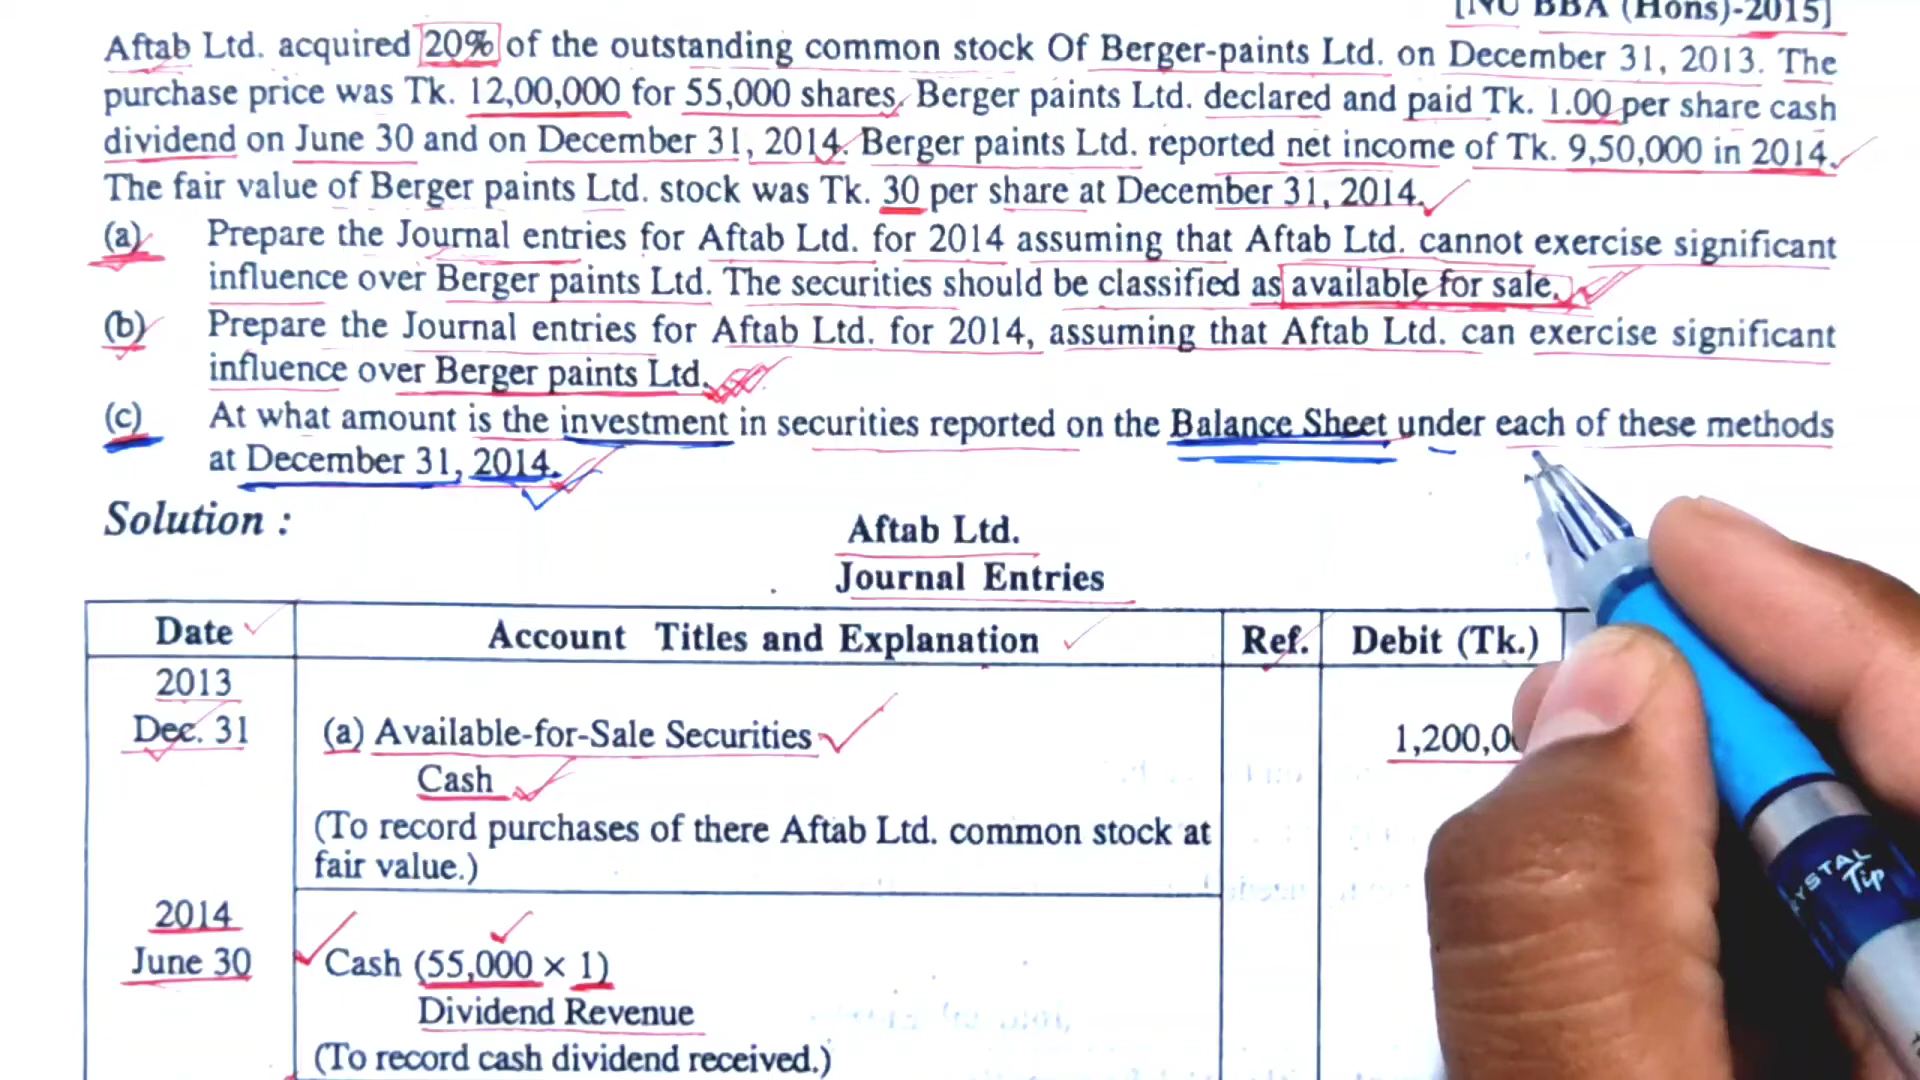 [NU BBA (Hons)-2015]
Aftab Ltd. acquired 20% of the outstanding common stock Of Berger-paints Ltd. on December 31, 2013. The
purchase price was Tk. 12,00,000 for 55,000 shares. Berger paints Ltd. declared and paid Tk. 1.00 per share cash
dividend on June 30 and on December 31, 2014. Berger paints Ltd. reported net income of Tk. 9,50,000 in 2014.
The fair value of Berger paints Ltd. stock was Tk. 30 per share at December 31, 2014.
(a) Prepare the Journal entries for Aftab Ltd. for 2014 assuming that Aftab Ltd. cannot exercise significant
influence over Berger paints Ltd. The securities should be classified as available for sale.
(b) Prepare the Journal entries for Aftab Ltd. for 2014, assuming that Aftab Ltd. can exercise significant
influence over Berger paints Ltd.
(c) At what amount is the investment in securities reported on the Balance Sheet under each of these methods
at December 31, 2014.
Solution :
Aftab Ltd.
Journal Entries
Date Account Titles and Explanation Ref. Debit (Tk.)
2013
Dec. 31 (a) Available-for-Sale Securities
Cash
(To record purchases of there Aftab Ltd. common stock at
fair value.)
2014
June 30 Cash (55,000 × 1)
Dividend Revenue
(To record cash dividend received.)
CRYSTAL
Tip